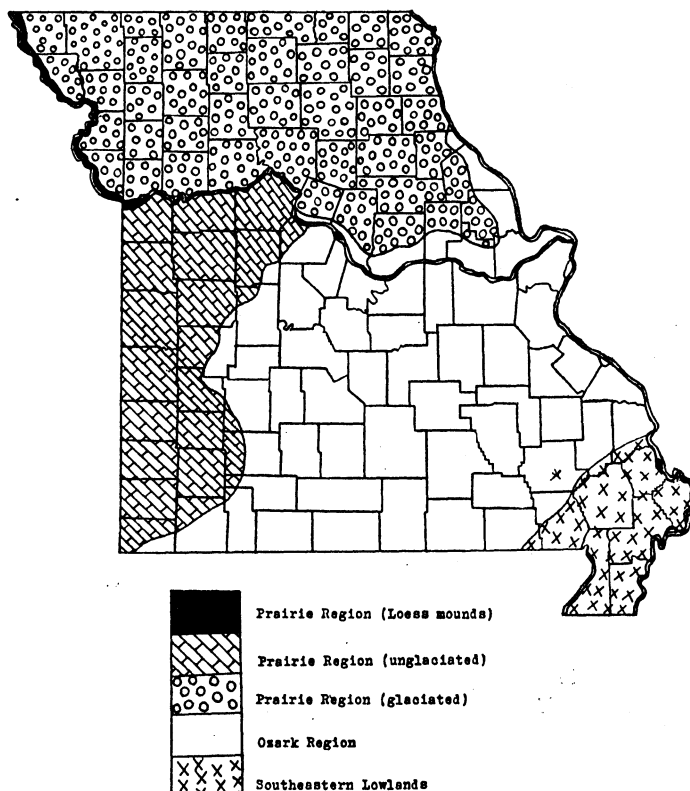 Prairie Region (Loess mounds)
Prairie Region (unglaciated)
Prairie Region (glaciated)
Ozark Region
Southeastern Lowlands